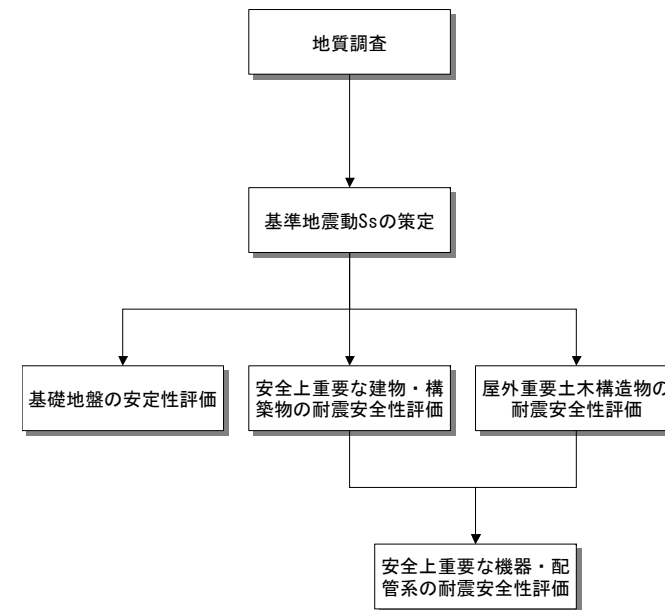 地質調査
基準地震動Ssの策定
基礎地盤の安定性評価
安全上重要な建物・構
築物の耐震安全性評価
屋外重要土木構造物の
耐震安全性評価
安全上重要な機器・配
管系の耐震安全性評価